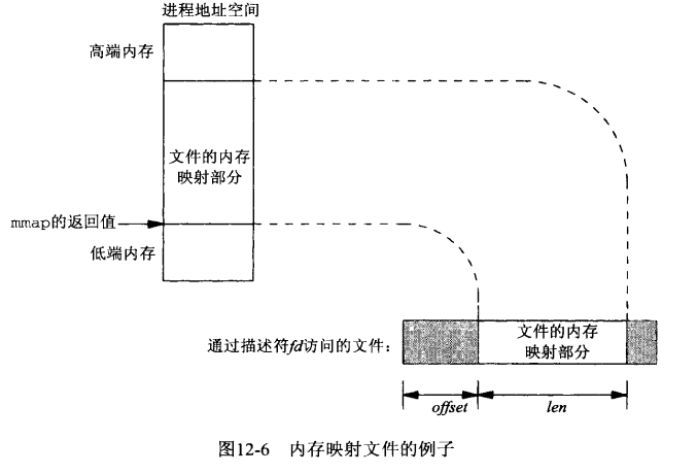 进程地址空间
高端内存
文件的内存
映射部分
mmap的返回值
低端内存
通过描述符fd访问的文件：
文件的内存
映射部分
offset
len
图12-6 内存映射文件的例子